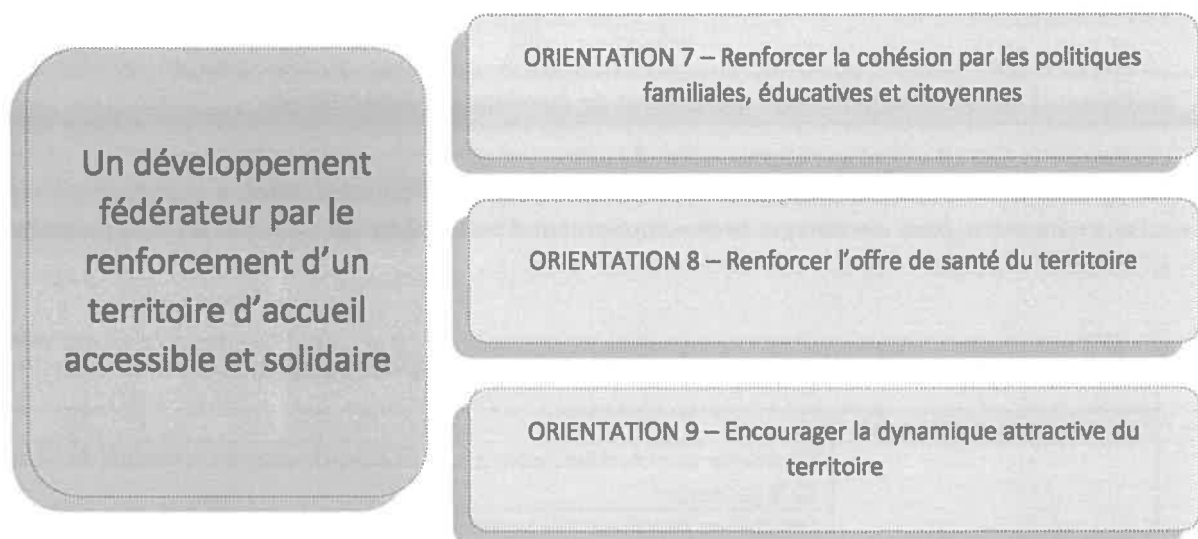 Un développement
fédérateur par le
renforcement d’un
territoire d’accueil
accessible et solidaire
ORIENTATION 7 – Renforcer la cohésion par les politiques
familiales, éducatives et citoyennes
ORIENTATION 8 – Renforcer l’offre de santé du territoire
ORIENTATION 9 – Encourager la dynamique attractive du
territoire